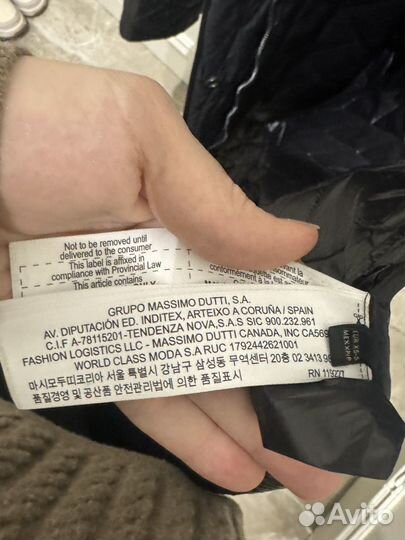 Not to be removed until
delivered to the consumer
This label is affixed in
compliance with Provincial Law
This article contains
GRUPO MASSIMO DUTTI, S.A.
AV. DIPUTACIÓN ED. INDITEX, ARTEIXO A CORUÑA / SPAIN
C.I.F A-78115201-TENDENZA NOVA,S.A.S SIC 900.232.961
FASHION LOGISTICS LLC - MASSIMO DUTTI CANADA, INC CA569
WORLD CLASS MODA S.A RUC 1792442621001
마시모두띠코리아 서울 특별시 강남구 삼성동 무역센터 20층 02 3413 98
품질경영 및 공산품 안전관리법에 의한 품질표시
RN 119227
EUR XS-S
Avito